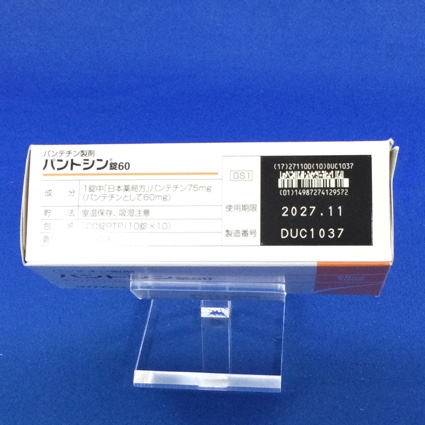 パンテチン製剤
パントシン錠60
成 分 1錠中「日本薬局方」パンテチン75mg
(パンテチンとして60mg)
貯 法 室温保存、吸湿注意
100錠PTP(10錠×10)
GS1
(17)271100(10)DUC1037
(01)14987274129572
使用期限 2027.11
製造番号 DUC1037